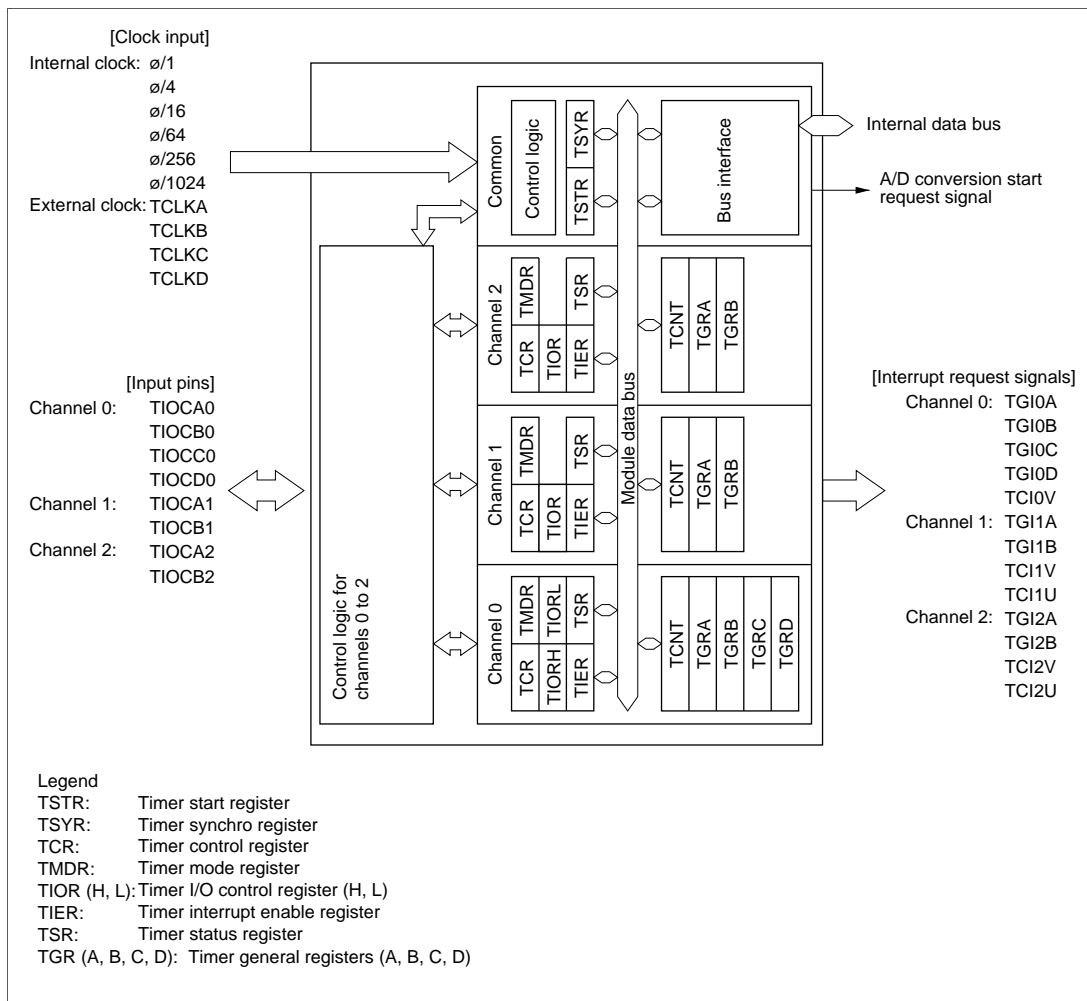 [Clock input]
Internal clock: ø/1
ø/4
ø/16
ø/64
ø/256
ø/1024
External clock: TCLKA
TCLKB
TCLKC
TCLKD
[Input pins]
Channel 0: TIOCA0
TIOCB0
TIOCC0
TIOCD0
Channel 1: TIOCA1
TIOCB1
Channel 2: TIOCA2
TIOCB2
Control logic for
channels 0 to 2
Common
Control logic
TSTR TSYR
Bus interface
Channel 2
TMDR TSR
TCR TIOR TIER
TCNT TGRA TGRB
Channel 1
TMDR TSR
TCR TIOR TIER
TCNT TGRA TGRB
Channel 0
TMDR TIORL TSR
TCR TIORH TIER
TCNT TGRA TGRB TGRC TGRD
Module data bus
Internal data bus
A/D conversion start
request signal
[Interrupt request signals]
Channel 0: TGI0A
TGI0B
TGI0C
TGI0D
TCI0V
Channel 1: TGI1A
TGI1B
TCI1V
TCI1U
Channel 2: TGI2A
TGI2B
TCI2V
TCI2U
Legend
TSTR: Timer start register
TSYR: Timer synchro register
TCR: Timer control register
TMDR: Timer mode register
TIOR (H, L): Timer I/O control register (H, L)
TIER: Timer interrupt enable register
TSR: Timer status register
TGR (A, B, C, D): Timer general registers (A, B, C, D)